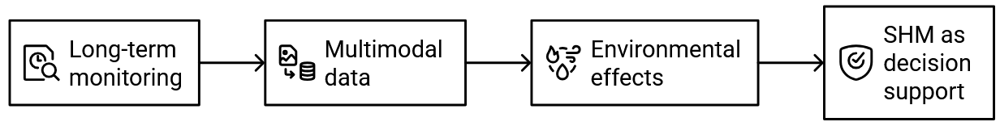 Long-term
monitoring
Multimodal
data
Environmental
effects
SHM as
decision
support